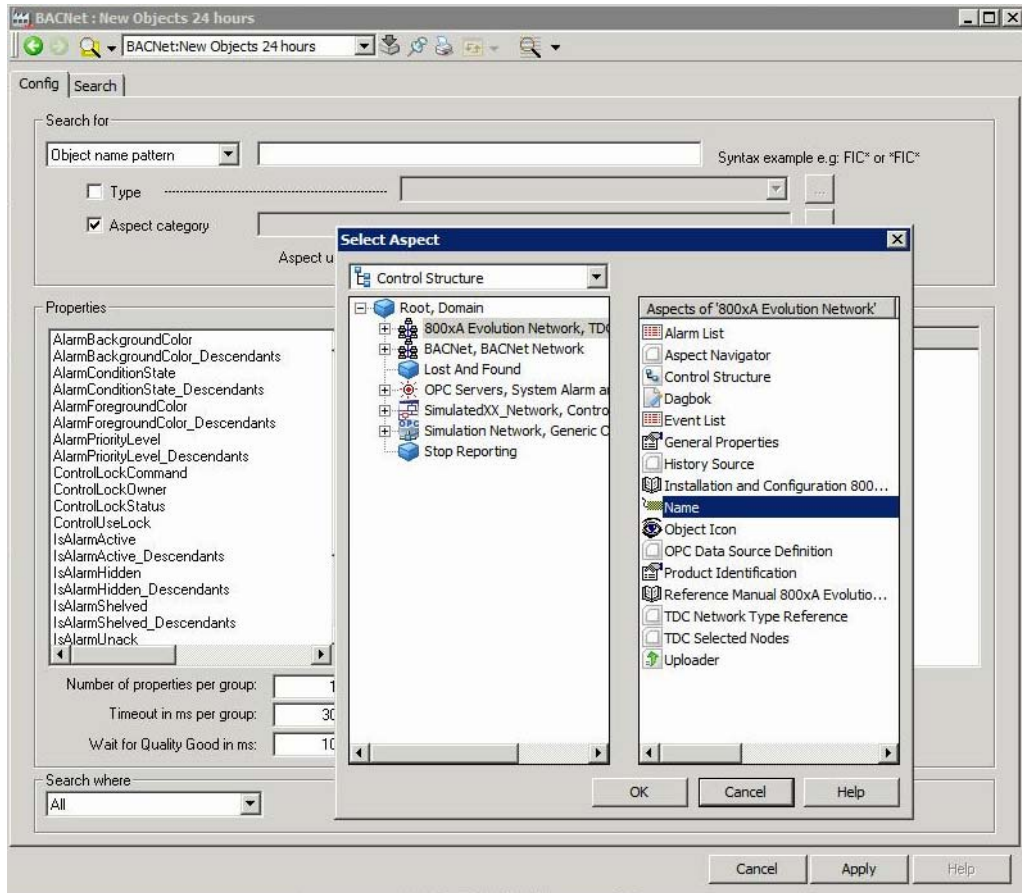 BACNet : New Objects 24 hours
BACNet:New Objects 24 hours
Config
Search
Search for
Object name pattern
Syntax example e.g: FIC* or *FIC*
Type
...
Aspect category
Aspect u
Properties
AlarmBackgroundColor
AlarmBackgroundColor_Descendants
AlarmConditionState
AlarmConditionState_Descendants
AlarmForegroundColor
AlarmForegroundColor_Descendants
AlarmPriorityLevel
AlarmPriorityLevel_Descendants
ControlLockCommand
ControlLockOwner
ControlLockStatus
ControlUseLock
IsAlarmActive
IsAlarmActive_Descendants
IsAlarmHidden
IsAlarmHidden_Descendants
IsAlarmShelved
IsAlarmShelved_Descendants
IsAlarmUnack
Number of properties per group:
Timeout in ms per group:
Wait for Quality Good in ms:
Search where
All
Select Aspect
Control Structure
Root, Domain
800xA Evolution Network, TD
BACNet, BACNet Network
Lost And Found
OPC Servers, System Alarm a
SimulatedXX_Network, Contro
Simulation Network, Generic
Stop Reporting
Aspects of '800xA Evolution Network'
Alarm List
Aspect Navigator
Control Structure
Dagbok
Event List
General Properties
History Source
Installation and Configuration 800...
Name
Object Icon
OPC Data Source Definition
Product Identification
Reference Manual 800xA Evolutio...
TDC Network Type Reference
TDC Selected Nodes
Uploader
OK
Cancel
Help
Cancel
Apply
Help